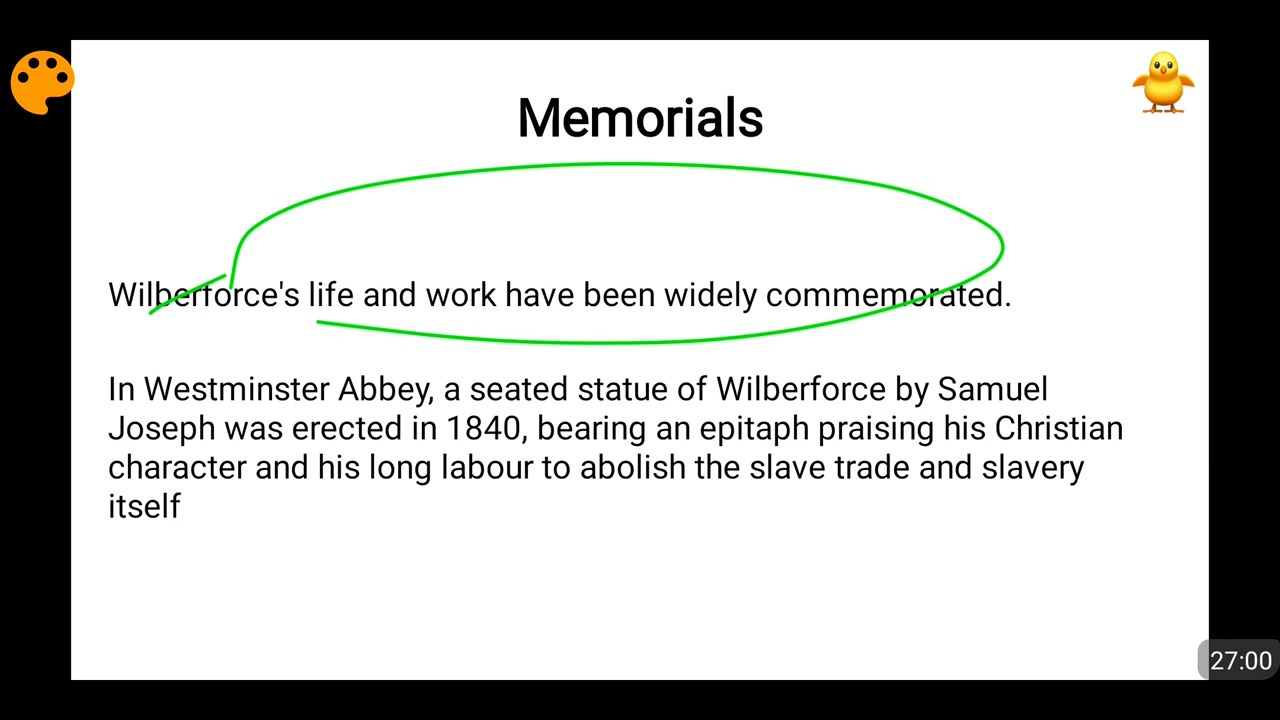 Memorials
Wilberforce's life and work have been widely commemorated.
In Westminster Abbey, a seated statue of Wilberforce by Samuel
Joseph was erected in 1840, bearing an epitaph praising his Christian
character and his long labour to abolish the slave trade and slavery
itself
27:00